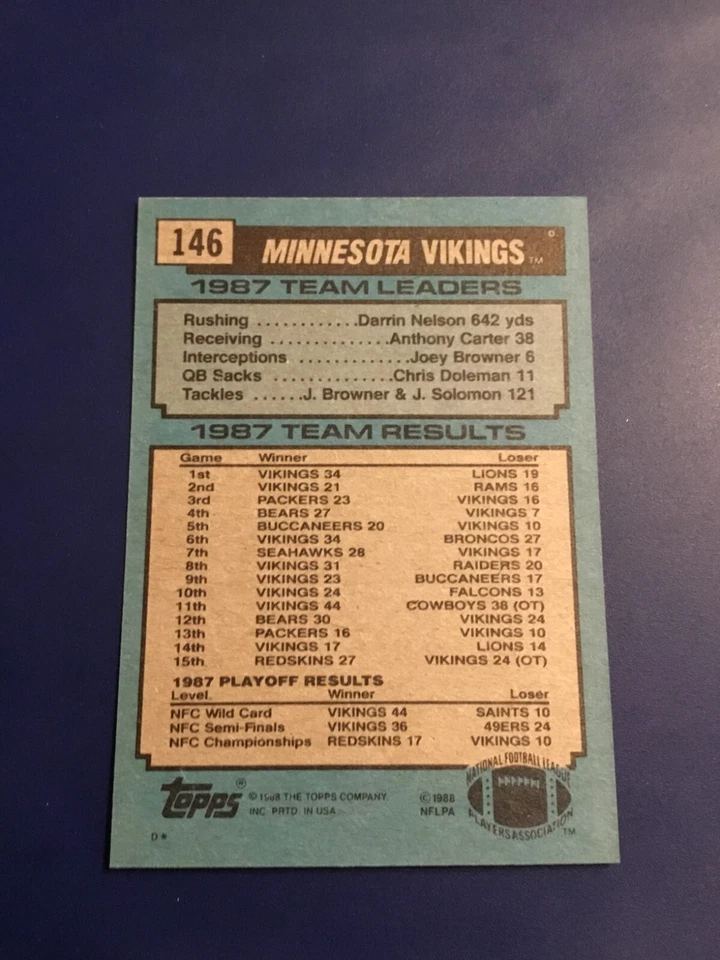 146
MINNESOTA VIKINGS ™
1987 TEAM LEADERS
Rushing ............Darrin Nelson 642 yds
Receiving ..............Anthony Carter 38
Interceptions .............Joey Browner 6
QB Sacks ..............Chris Doleman 11
Tackles ......J. Browner & J. Solomon 121
1987 TEAM RESULTS
Game Winner Loser
1st VIKINGS 34 LIONS 19
2nd VIKINGS 21 RAMS 16
3rd PACKERS 23 VIKINGS 16
4th BEARS 27 VIKINGS 7
5th BUCCANEERS 20 VIKINGS 10
6th VIKINGS 34 BRONCOS 27
7th SEAHAWKS 28 VIKINGS 17
8th VIKINGS 31 RAIDERS 20
9th VIKINGS 23 BUCCANEERS 17
10th VIKINGS 24 FALCONS 13
11th VIKINGS 44 COWBOYS 38 (OT)
12th BEARS 30 VIKINGS 24
13th PACKERS 16 VIKINGS 10
14th VIKINGS 17 LIONS 14
15th REDSKINS 27 VIKINGS 24 (OT)
1987 PLAYOFF RESULTS
Level Winner Loser
NFC Wild Card VIKINGS 44 SAINTS 10
NFC Semi-Finals VIKINGS 36 49ERS 24
NFC Championships REDSKINS 17 VIKINGS 10
topps ®
© 1988 THE TOPPS COMPANY
INC. PRTD. IN USA
© 1988
NFLPA
NATIONAL FOOTBALL LEAGUE
PLAYERS ASSOCIATION ™
D*